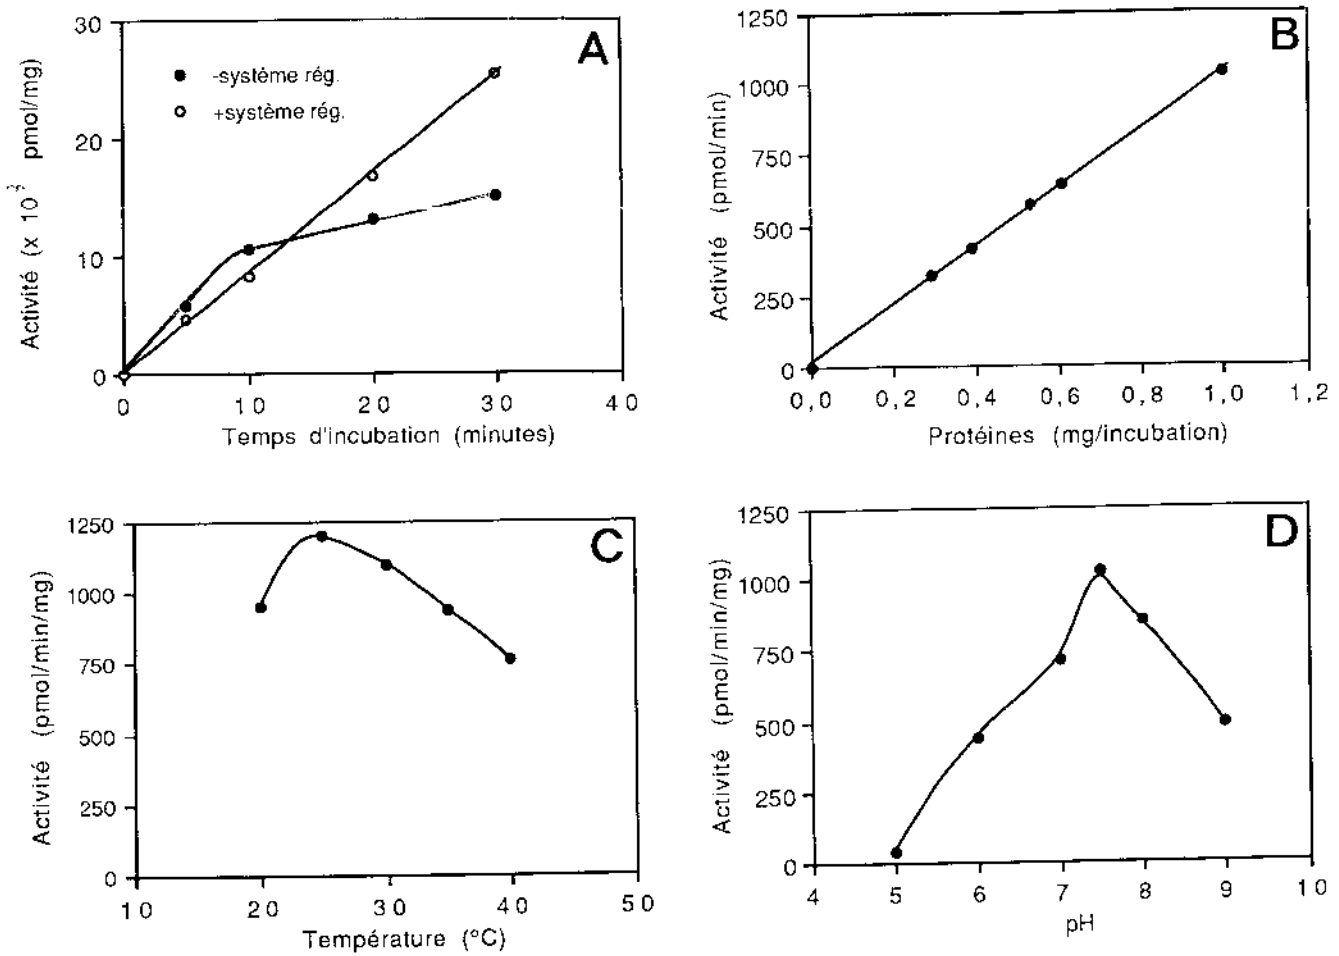 A
-système rég.
+système rég.
30
20
10
0
Activité (x 10⁻³ pmol/mg)
0 10 20 30 40
Temps d'incubation (minutes)
B
1250
1000
750
500
250
0
Activité (pmol/min)
0,0 0,2 0,4 0,6 0,8 1,0 1,2
Protéines (mg/incubation)
C
1250
1000
750
500
250
0
Activité (pmol/min/mg)
10 20 30 40 50
Température (°C)
D
1250
1000
750
500
250
0
Activité (pmol/min/mg)
4 5 6 7 8 9 10
pH